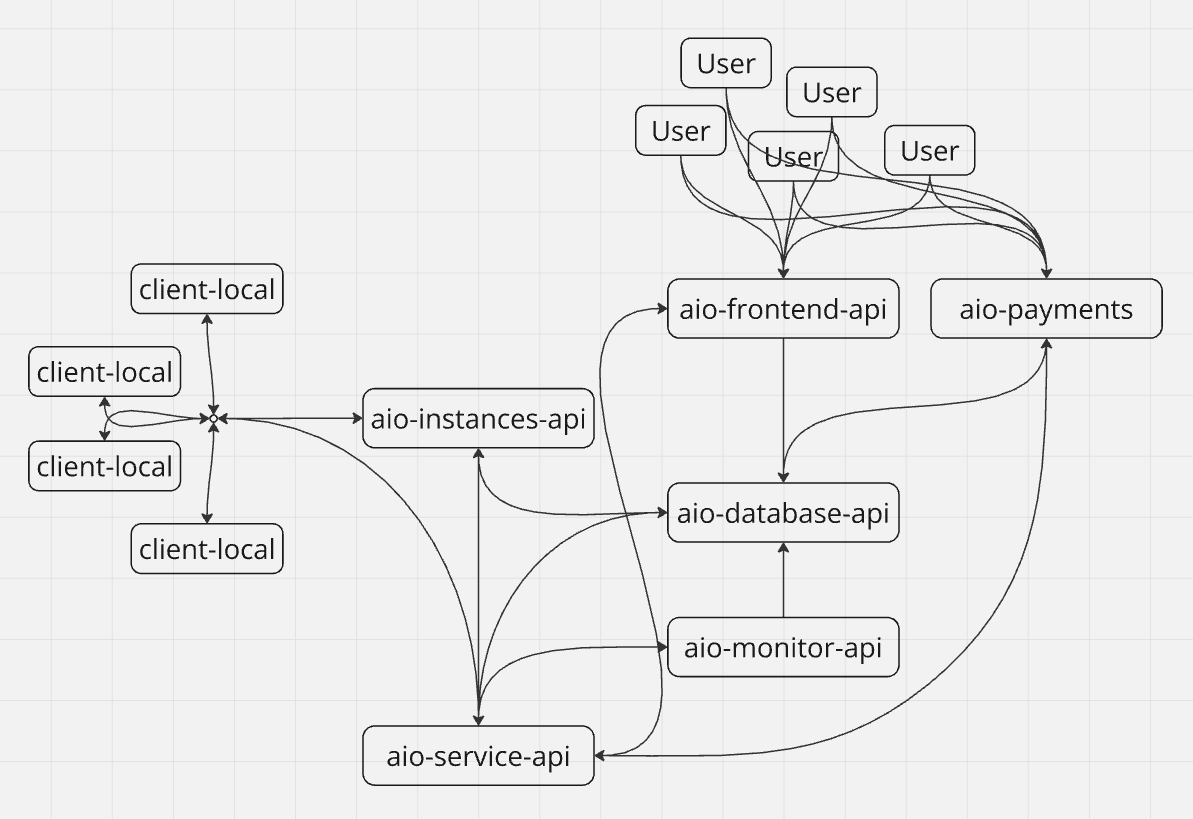 User
User
User
User
User
client-local
aio-frontend-api
aio-payments
client-local
aio-instances-api
client-local
aio-database-api
client-local
aio-monitor-api
aio-service-api